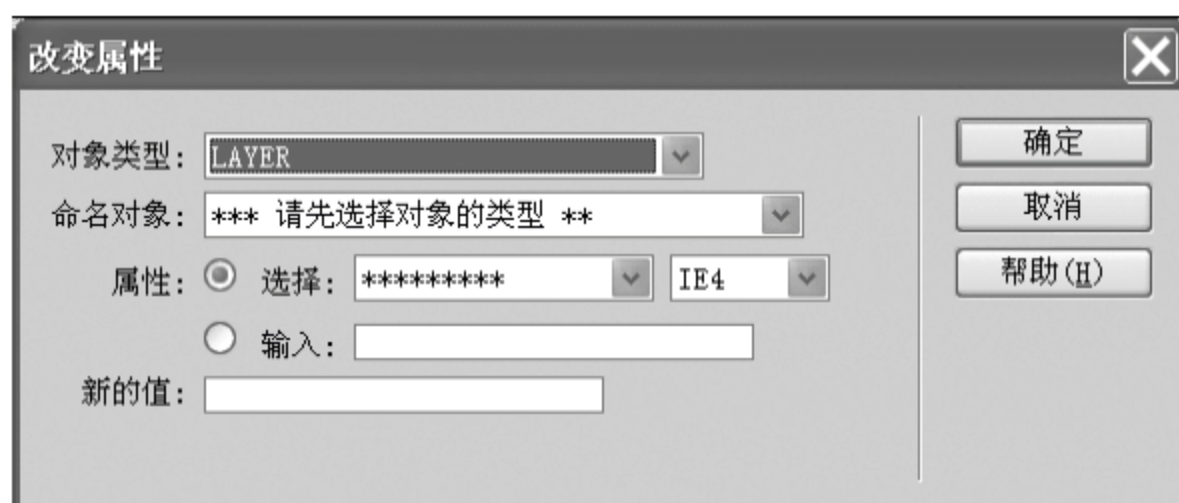 改变属性
对象类型: LAYER
确定
命名对象: *** 请先选择对象的类型 **
取消
属性: 选择: ********* IE4
帮助(H)
输入:
新的值: